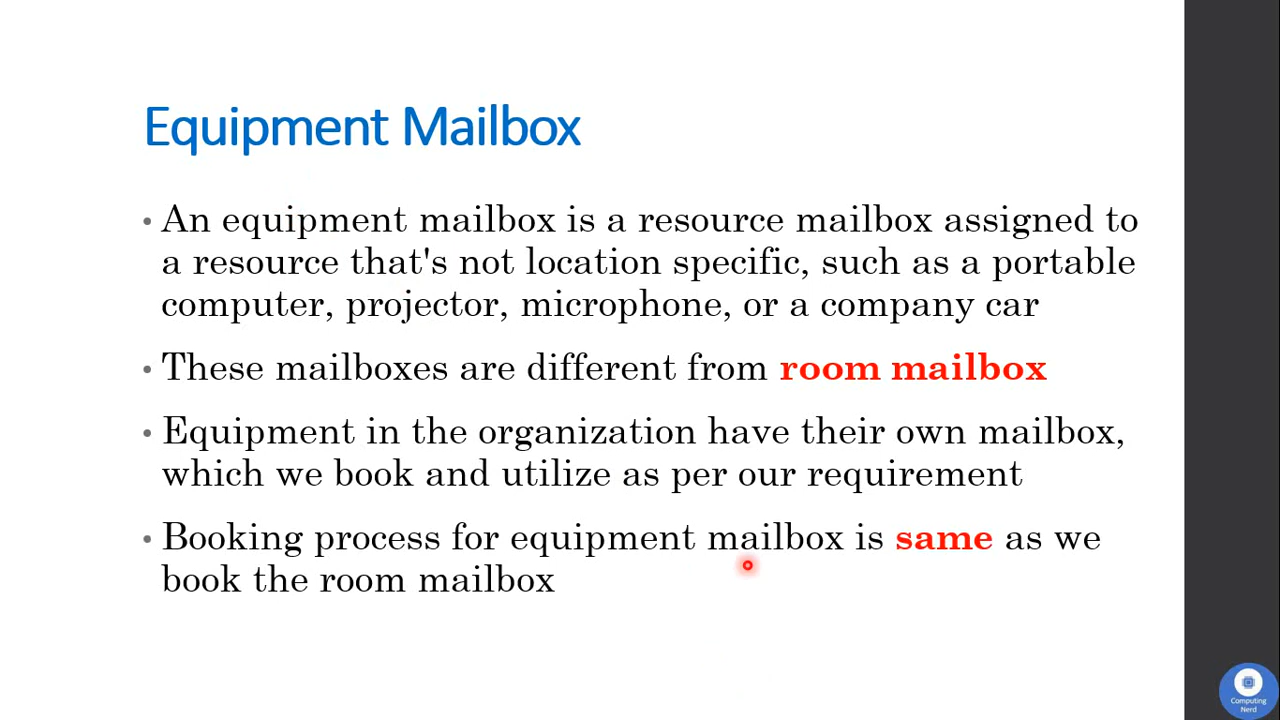 Equipment Mailbox
• An equipment mailbox is a resource mailbox assigned to
a resource that's not location specific, such as a portable
computer, projector, microphone, or a company car
• These mailboxes are different from room mailbox
• Equipment in the organization have their own mailbox,
which we book and utilize as per our requirement
• Booking process for equipment mailbox is same as we
book the room mailbox
Computing
Nerd